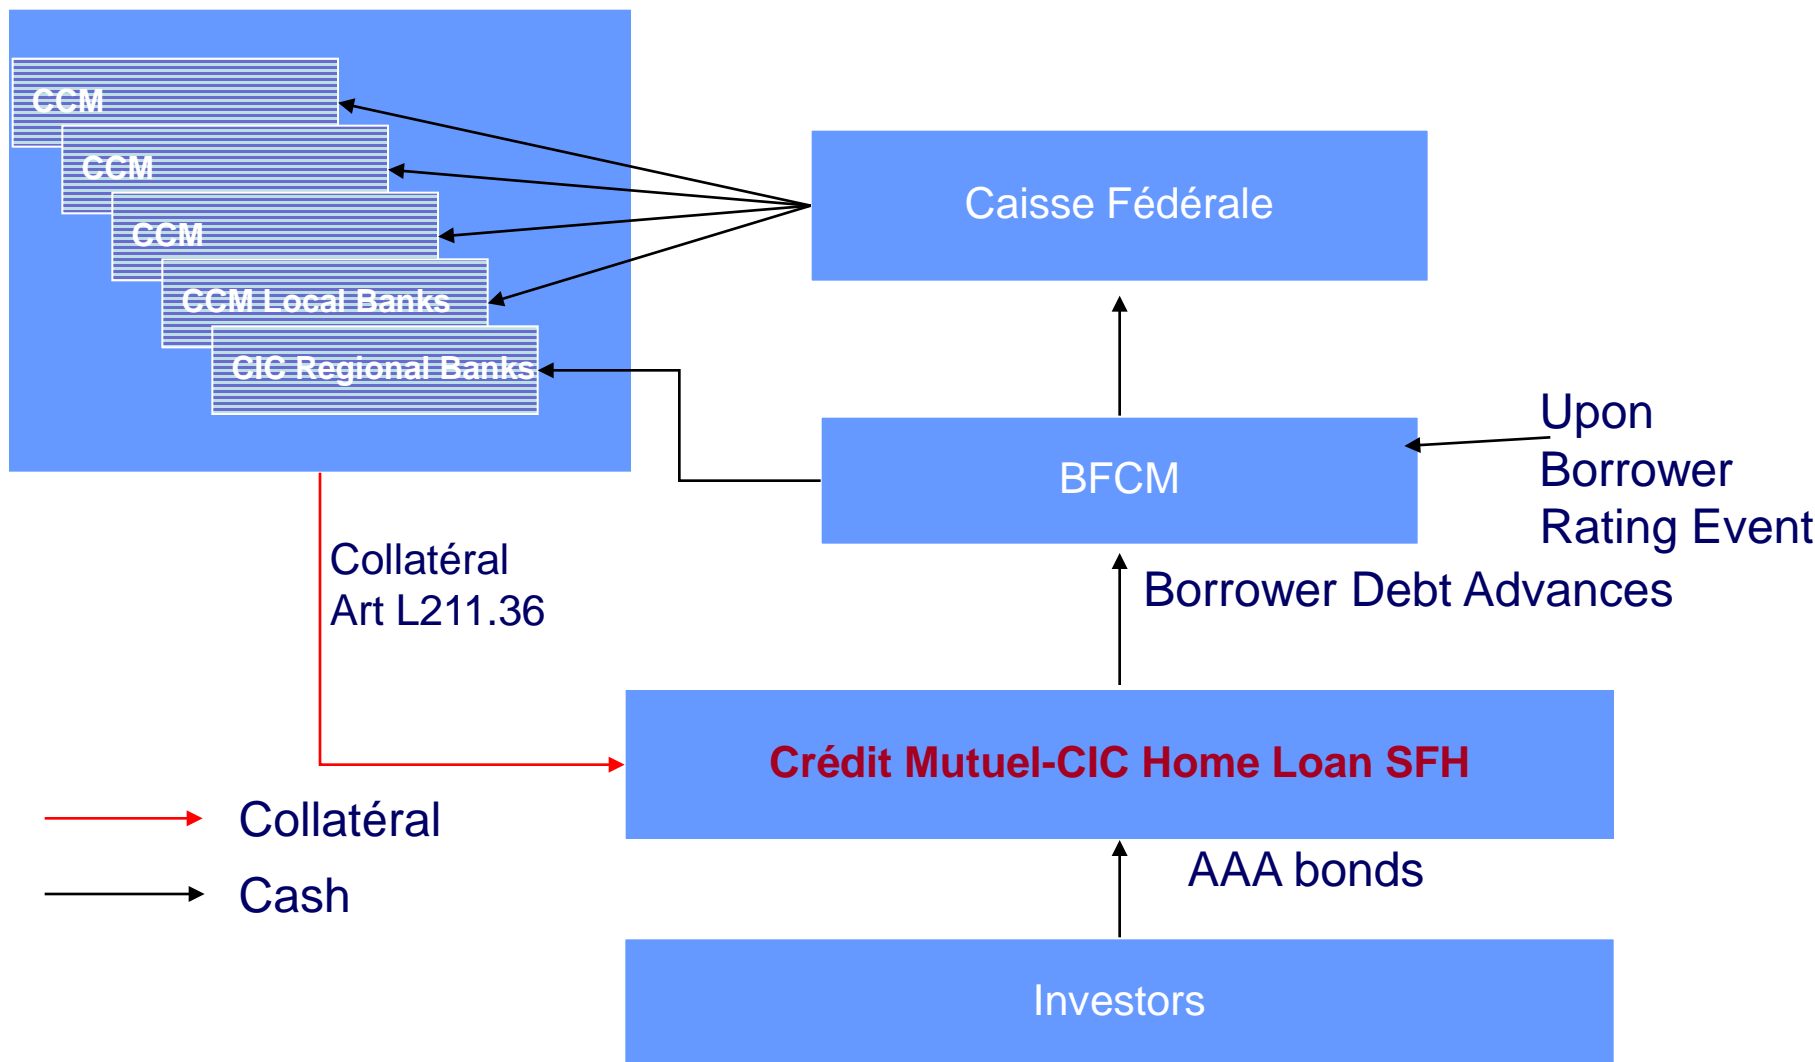 CCM
CCM
CCM
CCM Local Banks
CIC Regional Banks
Caisse Fédérale
BFCM
Upon
Borrower
Rating Event
Collatéral
Art L211.36
Borrower Debt Advances
Crédit Mutuel-CIC Home Loan SFH
Collatéral
Cash
AAA bonds
Investors